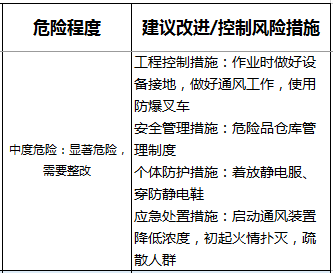 危险程度
建议改进/控制风险措施
中度危险：显著危险，
需要整改
工程控制措施：作业时做好设
备接地，做好通风工作，使用
防爆叉车
安全管理措施：危险品仓库管
理制度
个体防护措施：着放静电服、
穿防静电鞋
应急处置措施：启动通风装置
降低浓度，初起火情扑灭，疏
散人群